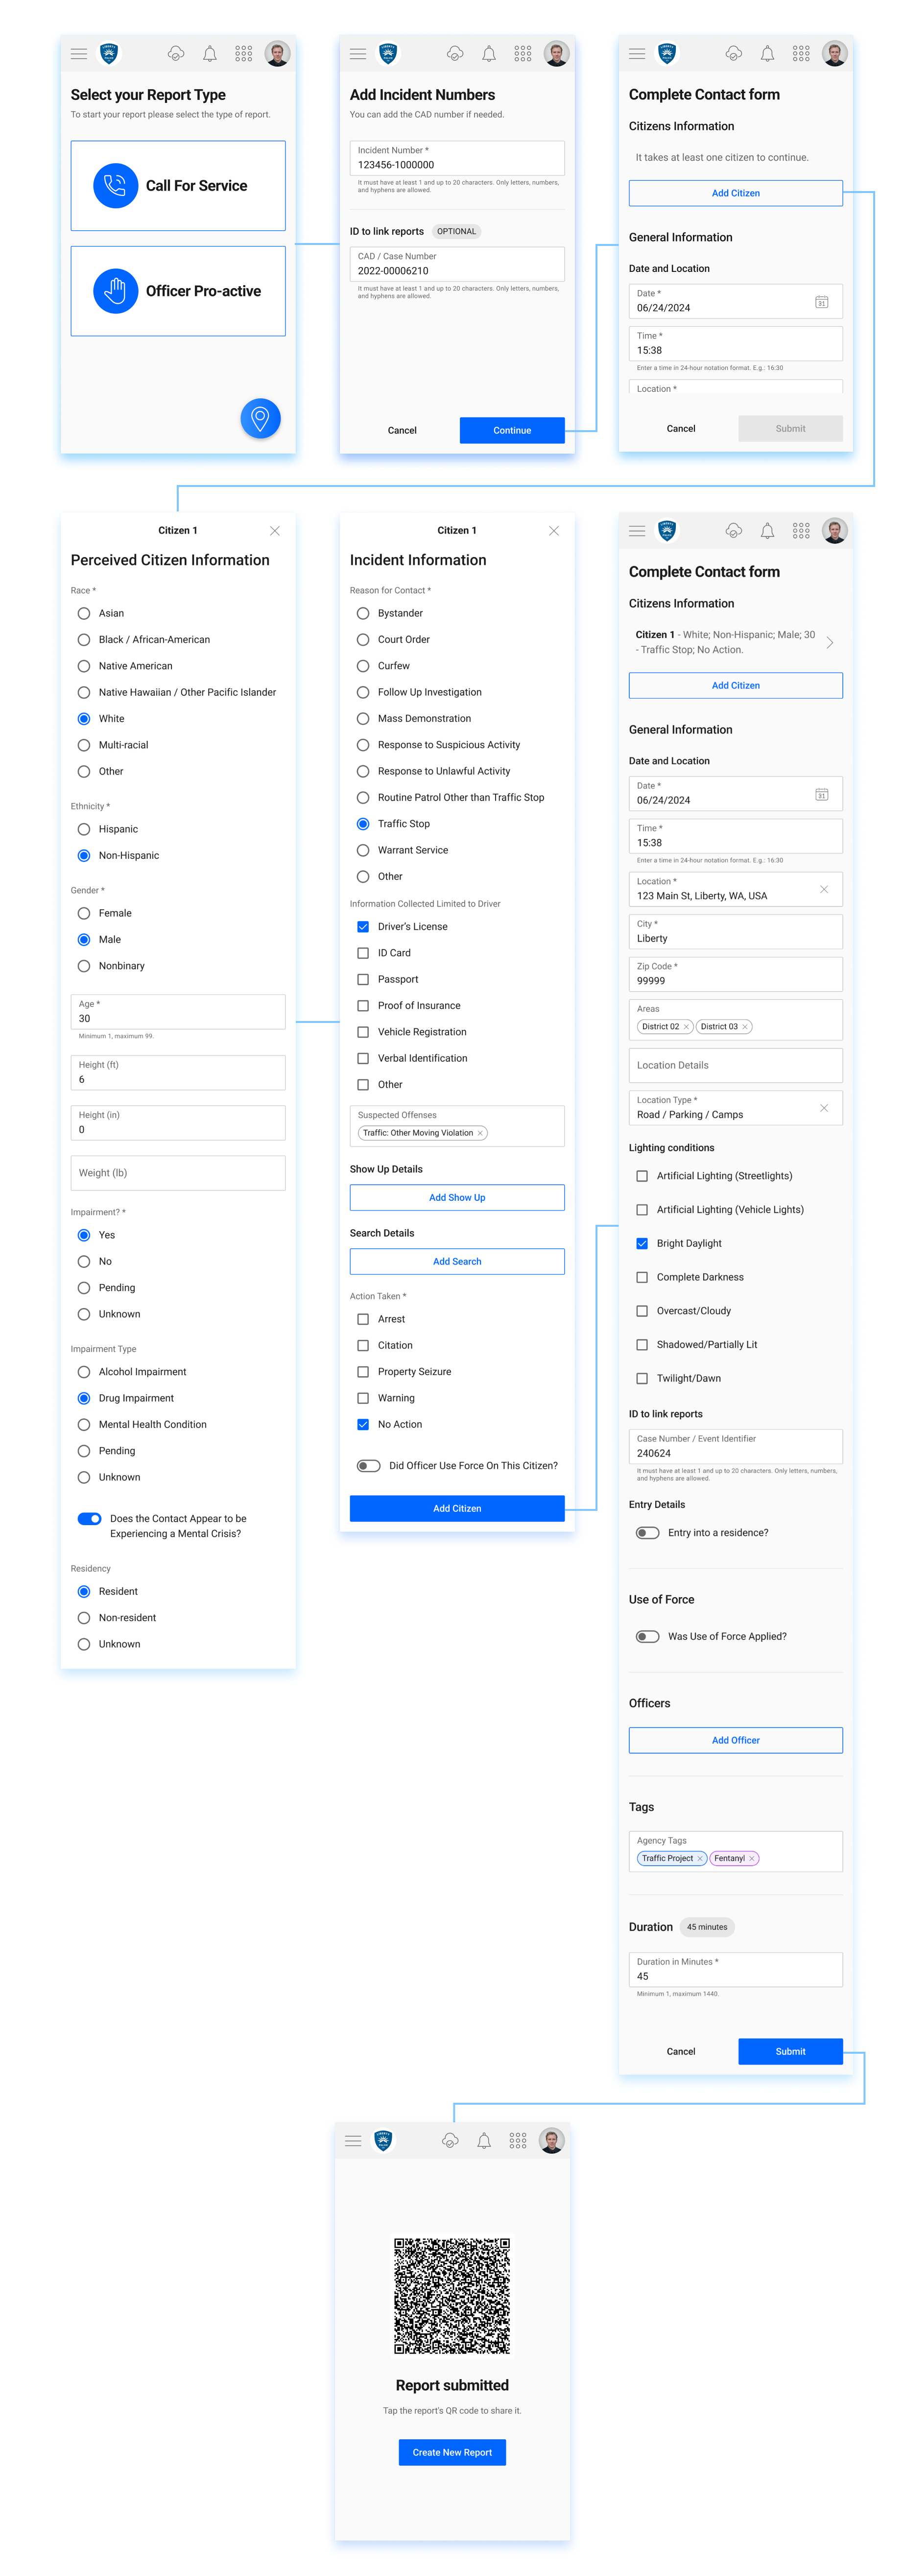 Select your Report Type
To start your report please select the type of report.
Call For Service
Officer Pro-active
Add Incident Numbers
You can add the CAD number if needed.
Incident Number *
123456-1000000
It must have at least 1 and up to 20 characters. Only letters, numbers,
and hyphens are allowed.
ID to link reports OPTIONAL
CAD / Case Number
2022-00006210
It must have at least 1 and up to 20 characters. Only letters, numbers,
and hyphens are allowed.
Cancel
Continue
Complete Contact form
Citizens Information
It takes at least one citizen to continue.
Add Citizen
General Information
Date and Location
Date *
06/24/2024
31
Time *
15:38
Enter a time in 24-hour notation format. E.g.: 16:30
Location *
Cancel
Submit
Citizen 1
Perceived Citizen Information
Race *
Asian
Black / African-American
Native American
Native Hawaiian / Other Pacific Islander
White
Multi-racial
Other
Ethnicity *
Hispanic
Non-Hispanic
Gender *
Female
Male
Nonbinary
Age *
30
Minimum 1, maximum 99.
Height (ft)
6
Height (in)
0
Weight (lb)
Impairment? *
Yes
No
Pending
Unknown
Impairment Type
Alcohol Impairment
Drug Impairment
Mental Health Condition
Pending
Unknown
Does the Contact Appear to be
Experiencing a Mental Crisis?
Residency
Resident
Non-resident
Unknown
Citizen 1
Incident Information
Reason for Contact *
Bystander
Court Order
Curfew
Follow Up Investigation
Mass Demonstration
Response to Suspicious Activity
Response to Unlawful Activity
Routine Patrol Other than Traffic Stop
Traffic Stop
Warrant Service
Other
Information Collected Limited to Driver
Driver's License
ID Card
Passport
Proof of Insurance
Vehicle Registration
Verbal Identification
Other
Suspected Offenses
Traffic: Other Moving Violation
Show Up Details
Add Show Up
Search Details
Add Search
Action Taken *
Arrest
Citation
Property Seizure
Warning
No Action
Did Officer Use Force On This Citizen?
Add Citizen
Complete Contact form
Citizens Information
Citizen 1 - White; Non-Hispanic; Male; 30
- Traffic Stop; No Action.
Add Citizen
General Information
Date and Location
Date *
06/24/2024
31
Time *
15:38
Enter a time in 24-hour notation format. E.g.: 16:30
Location *
123 Main St, Liberty, WA, USA
City *
Liberty
Zip Code *
99999
Areas
District 02 District 03
Location Details
Location Type *
Road / Parking / Camps
Lighting conditions
Artificial Lighting (Streetlights)
Artificial Lighting (Vehicle Lights)
Bright Daylight
Complete Darkness
Overcast/Cloudy
Shadowed/Partially Lit
Twilight/Dawn
ID to link reports
Case Number / Event Identifier
240624
It must have at least 1 and up to 20 characters. Only letters, numbers,
and hyphens are allowed.
Entry Details
Entry into a residence?
Use of Force
Was Use of Force Applied?
Officers
Add Officer
Tags
Agency Tags
Traffic Project Fentanyl
Duration 45 minutes
Duration in Minutes *
45
Minimum 1, maximum 1440.
Cancel
Submit
Report submitted
Tap the report's QR code to share it.
Create New Report